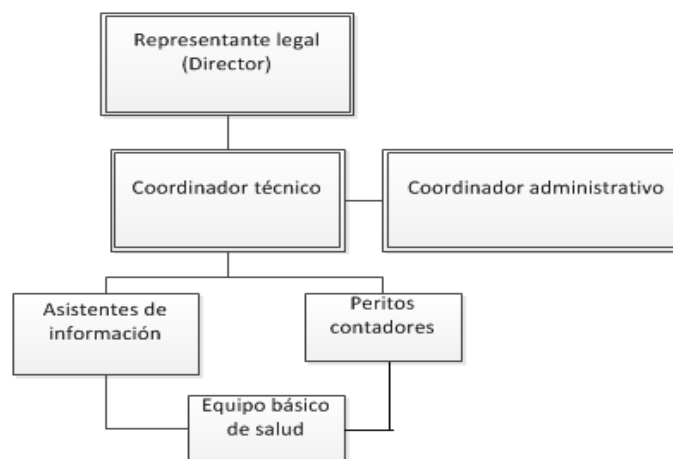 Representante legal
(Director)
Coordinador técnico
Coordinador administrativo
Asistentes de
información
Peritos
contadores
Equipo básico
de salud